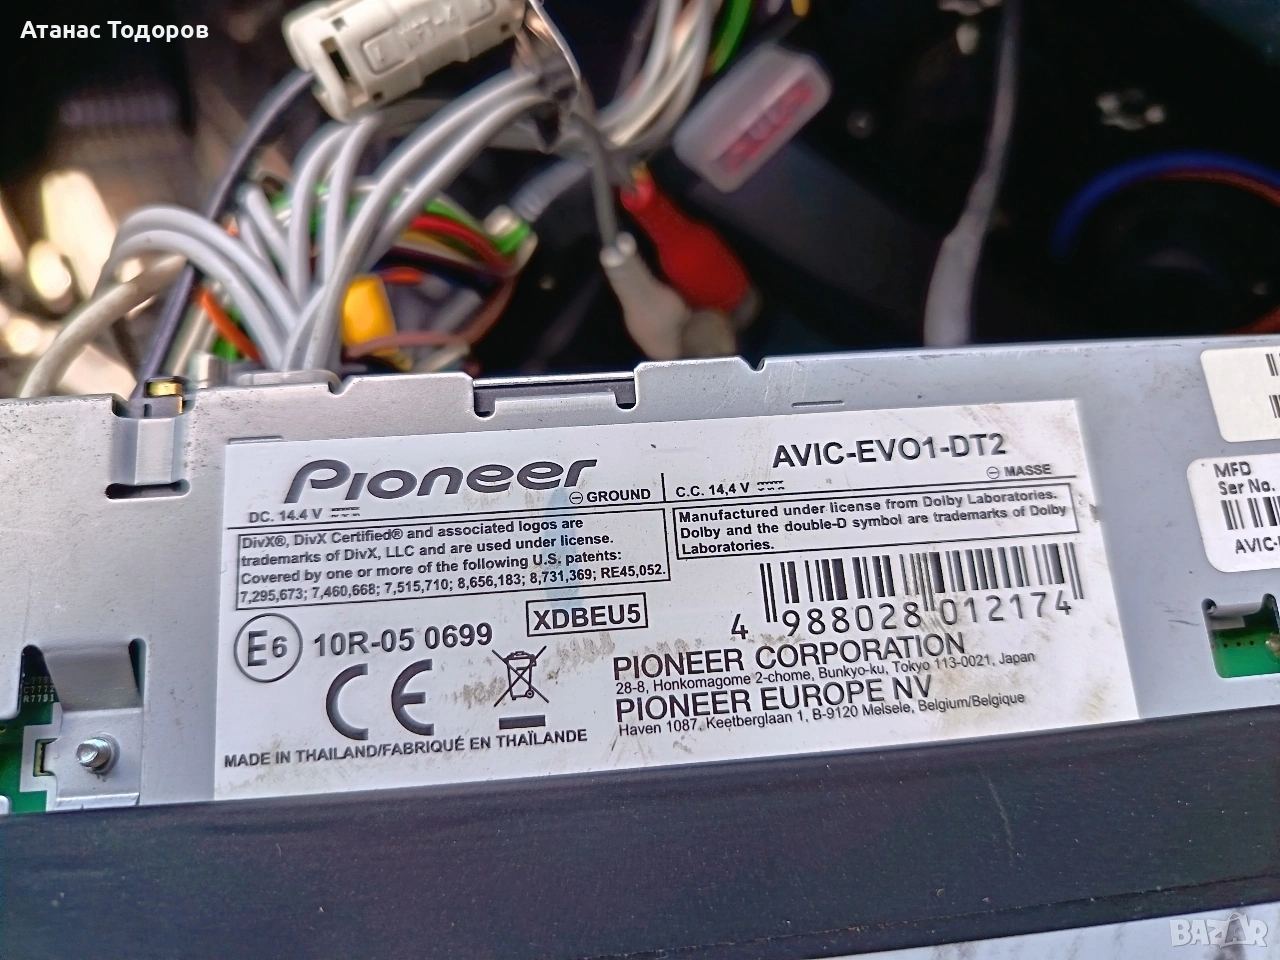 Атанас Тодоров
Pioneer
AVIC-EVO1-DT2
DC. 14.4 V
⊖ GROUND
C.C. 14,4 V
⊖ MASSE
DivX®, DivX Certified® and associated logos are
trademarks of DivX, LLC and are used under license.
Covered by one or more of the following U.S. patents:
7,295,673; 7,460,668; 7,515,710; 8,656,183; 8,731,369; RE45,052.
Manufactured under license from Dolby Laboratories.
Dolby and the double-D symbol are trademarks of Dolby
Laboratories.
E6
10R-05 0699
XDBEU5
4 988028 012174
CE
PIONEER CORPORATION
28-8, Honkomagome 2-chome, Bunkyo-ku, Tokyo 113-0021, Japan
PIONEER EUROPE NV
Haven 1087, Keetberglaan 1, B-9120 Melsele, Belgium/Belgique
MADE IN THAILAND/FABRIQUÉ EN THAÏLANDE
MFD
Ser No.
AVIC-
BAZAR